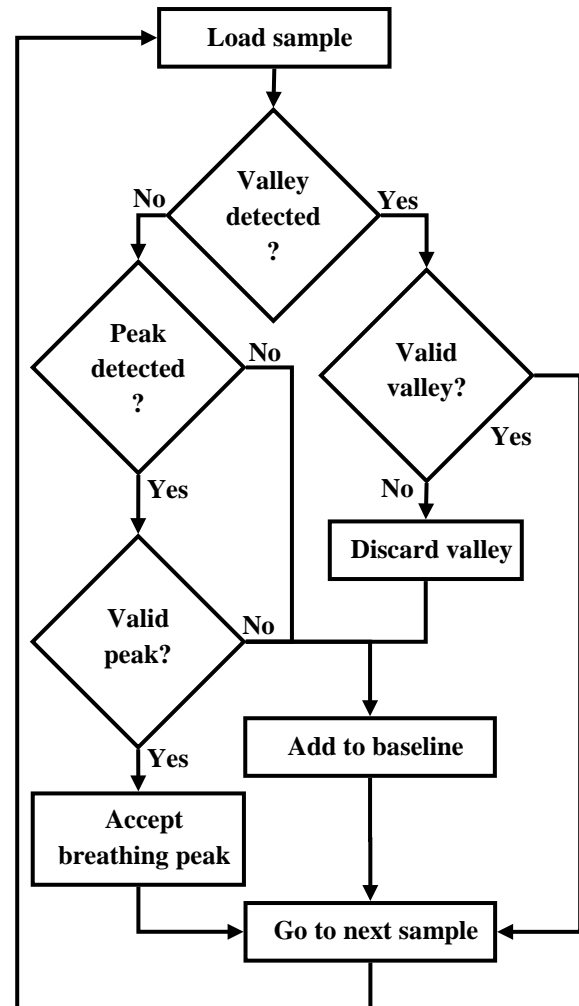 Load sample
Valley
detected
?
No
Yes
Peak
detected
?
No
Valid
valley?
Yes
Yes
No
Discard valley
Valid
peak?
No
Yes
Add to baseline
Accept
breathing peak
Go to next sample